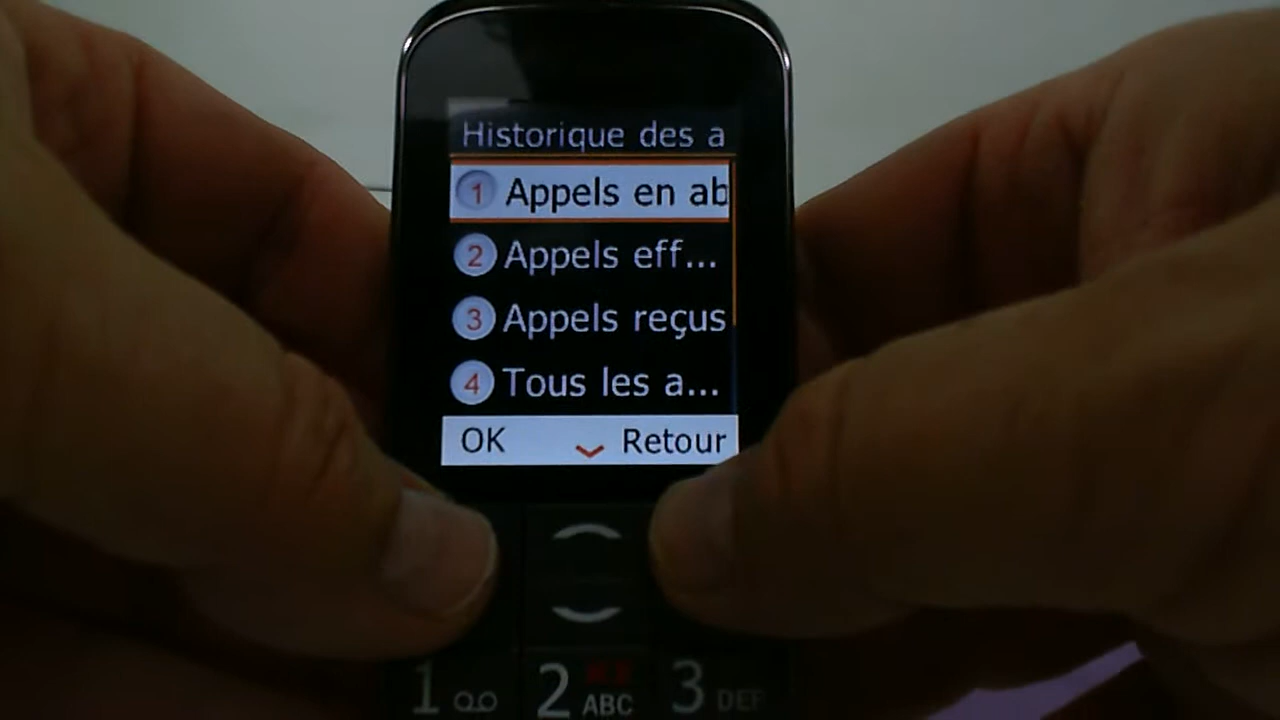 Historique des a
1 Appels en ab
2 Appels eff...
3 Appels reçus
4 Tous les a...
OK Retour
1 2 ABC 3 DEF